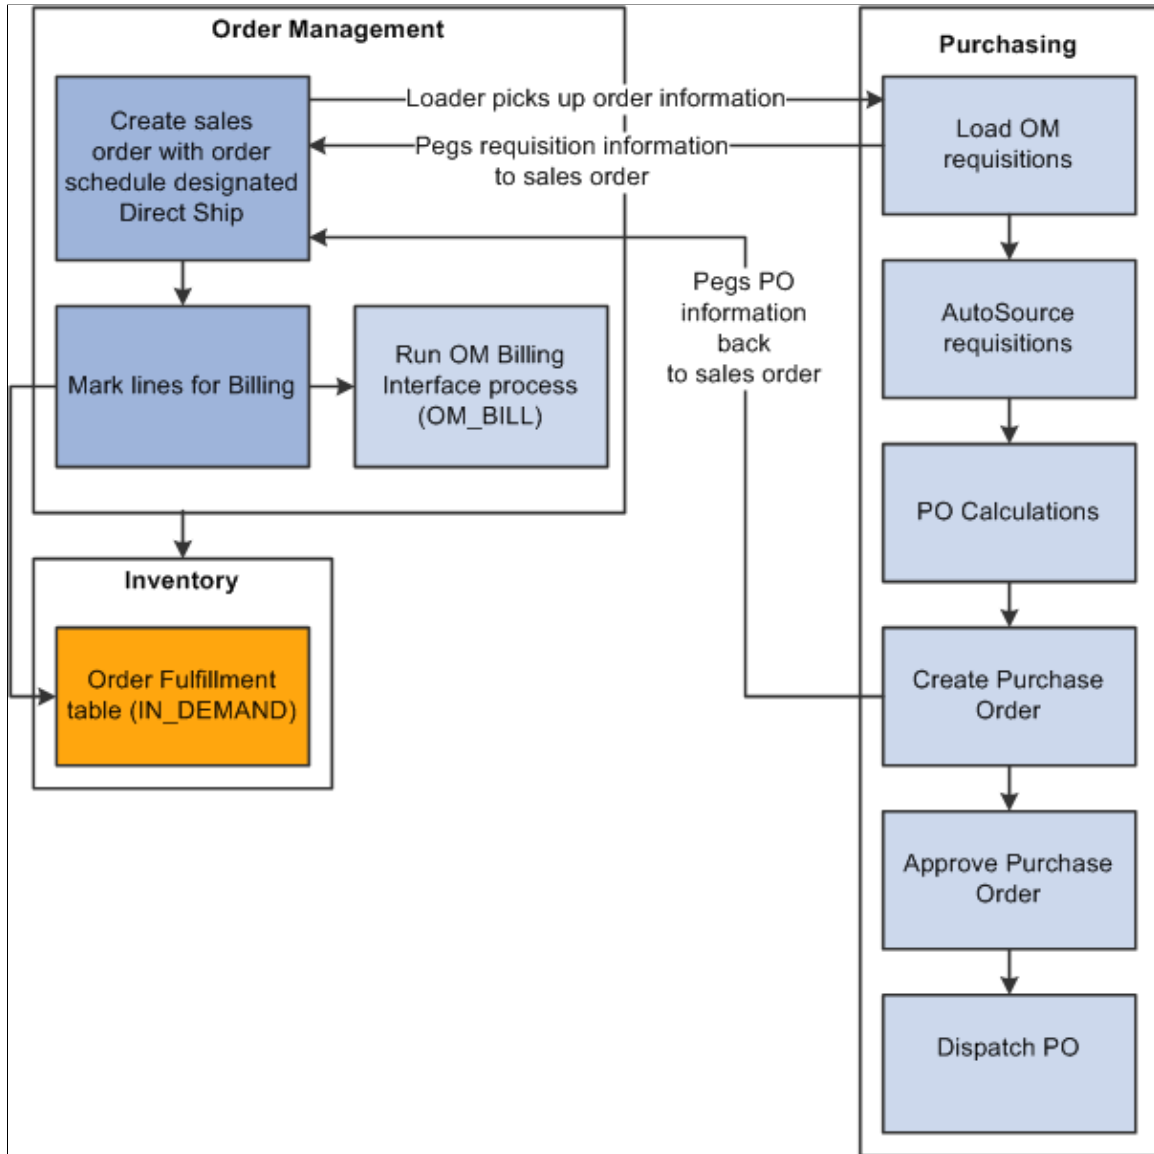 Order Management
Create sales
order with order
schedule designated
Direct Ship
Mark lines for Billing
Run OM Billing
Interface process
(OM_BILL)
Loader picks up order information
Pegs requisition information
to sales order
Pegs PO
information
back
to sales order
Inventory
Order Fulfillment
table (IN_DEMAND)
Purchasing
Load OM
requisitions
AutoSource
requisitions
PO Calculations
Create Purchase
Order
Approve Purchase
Order
Dispatch PO